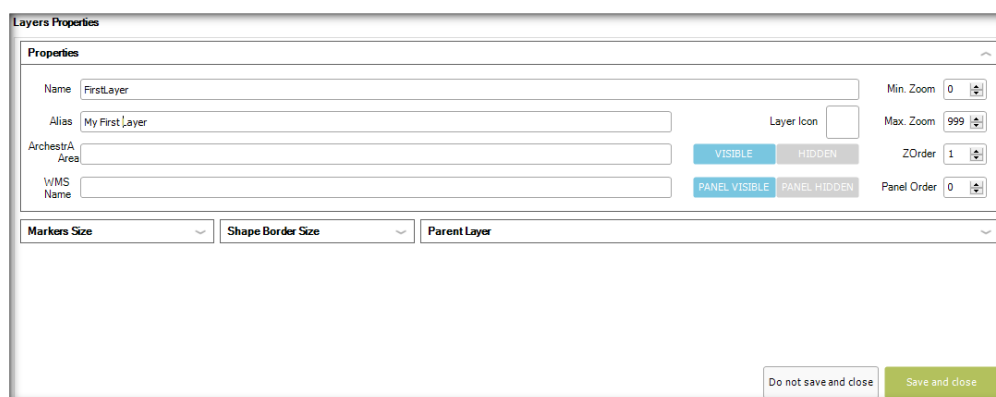 Layers Properties
Properties
Name FirstLayer Min. Zoom 0
Alias My First Layer Layer Icon Max. Zoom 999
ArchestrA Area VISIBLE HIDDEN ZOrder 1
WMS Name PANEL VISIBLE PANEL HIDDEN Panel Order 0
Markers Size Shape Border Size Parent Layer
Do not save and close Save and close